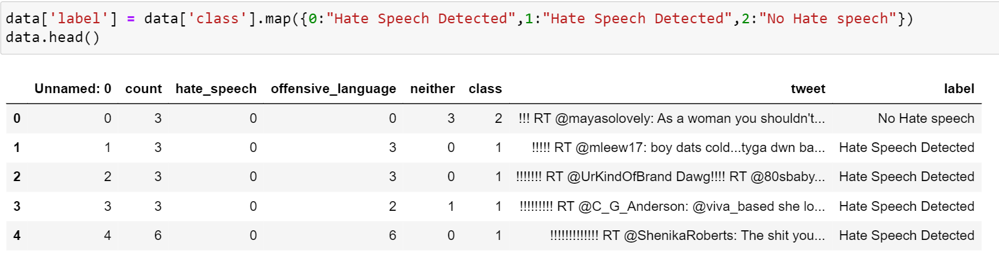 data['label'] = data['class'].map({0:"Hate Speech Detected",1:"Hate Speech Detected",2:"No Hate speech"})
data.head()
Unnamed: 0 count hate_speech offensive_language neither class tweet label
0 0 3 0 0 3 2 !!! RT @mayasolovely: As a woman you shouldn't... No Hate speech
1 1 3 0 3 0 1 !!!!! RT @mleew17: boy dats cold...tyga dwn ba... Hate Speech Detected
2 2 3 0 3 0 1 !!!!!!! RT @UrKindOfBrand Dawg!!!! RT @80sbaby... Hate Speech Detected
3 3 3 0 2 1 1 !!!!!!!!! RT @C_G_Anderson: @viva_based she lo... Hate Speech Detected
4 4 6 0 6 0 1 !!!!!!!!!!!!! RT @ShenikaRoberts: The shit you... Hate Speech Detected